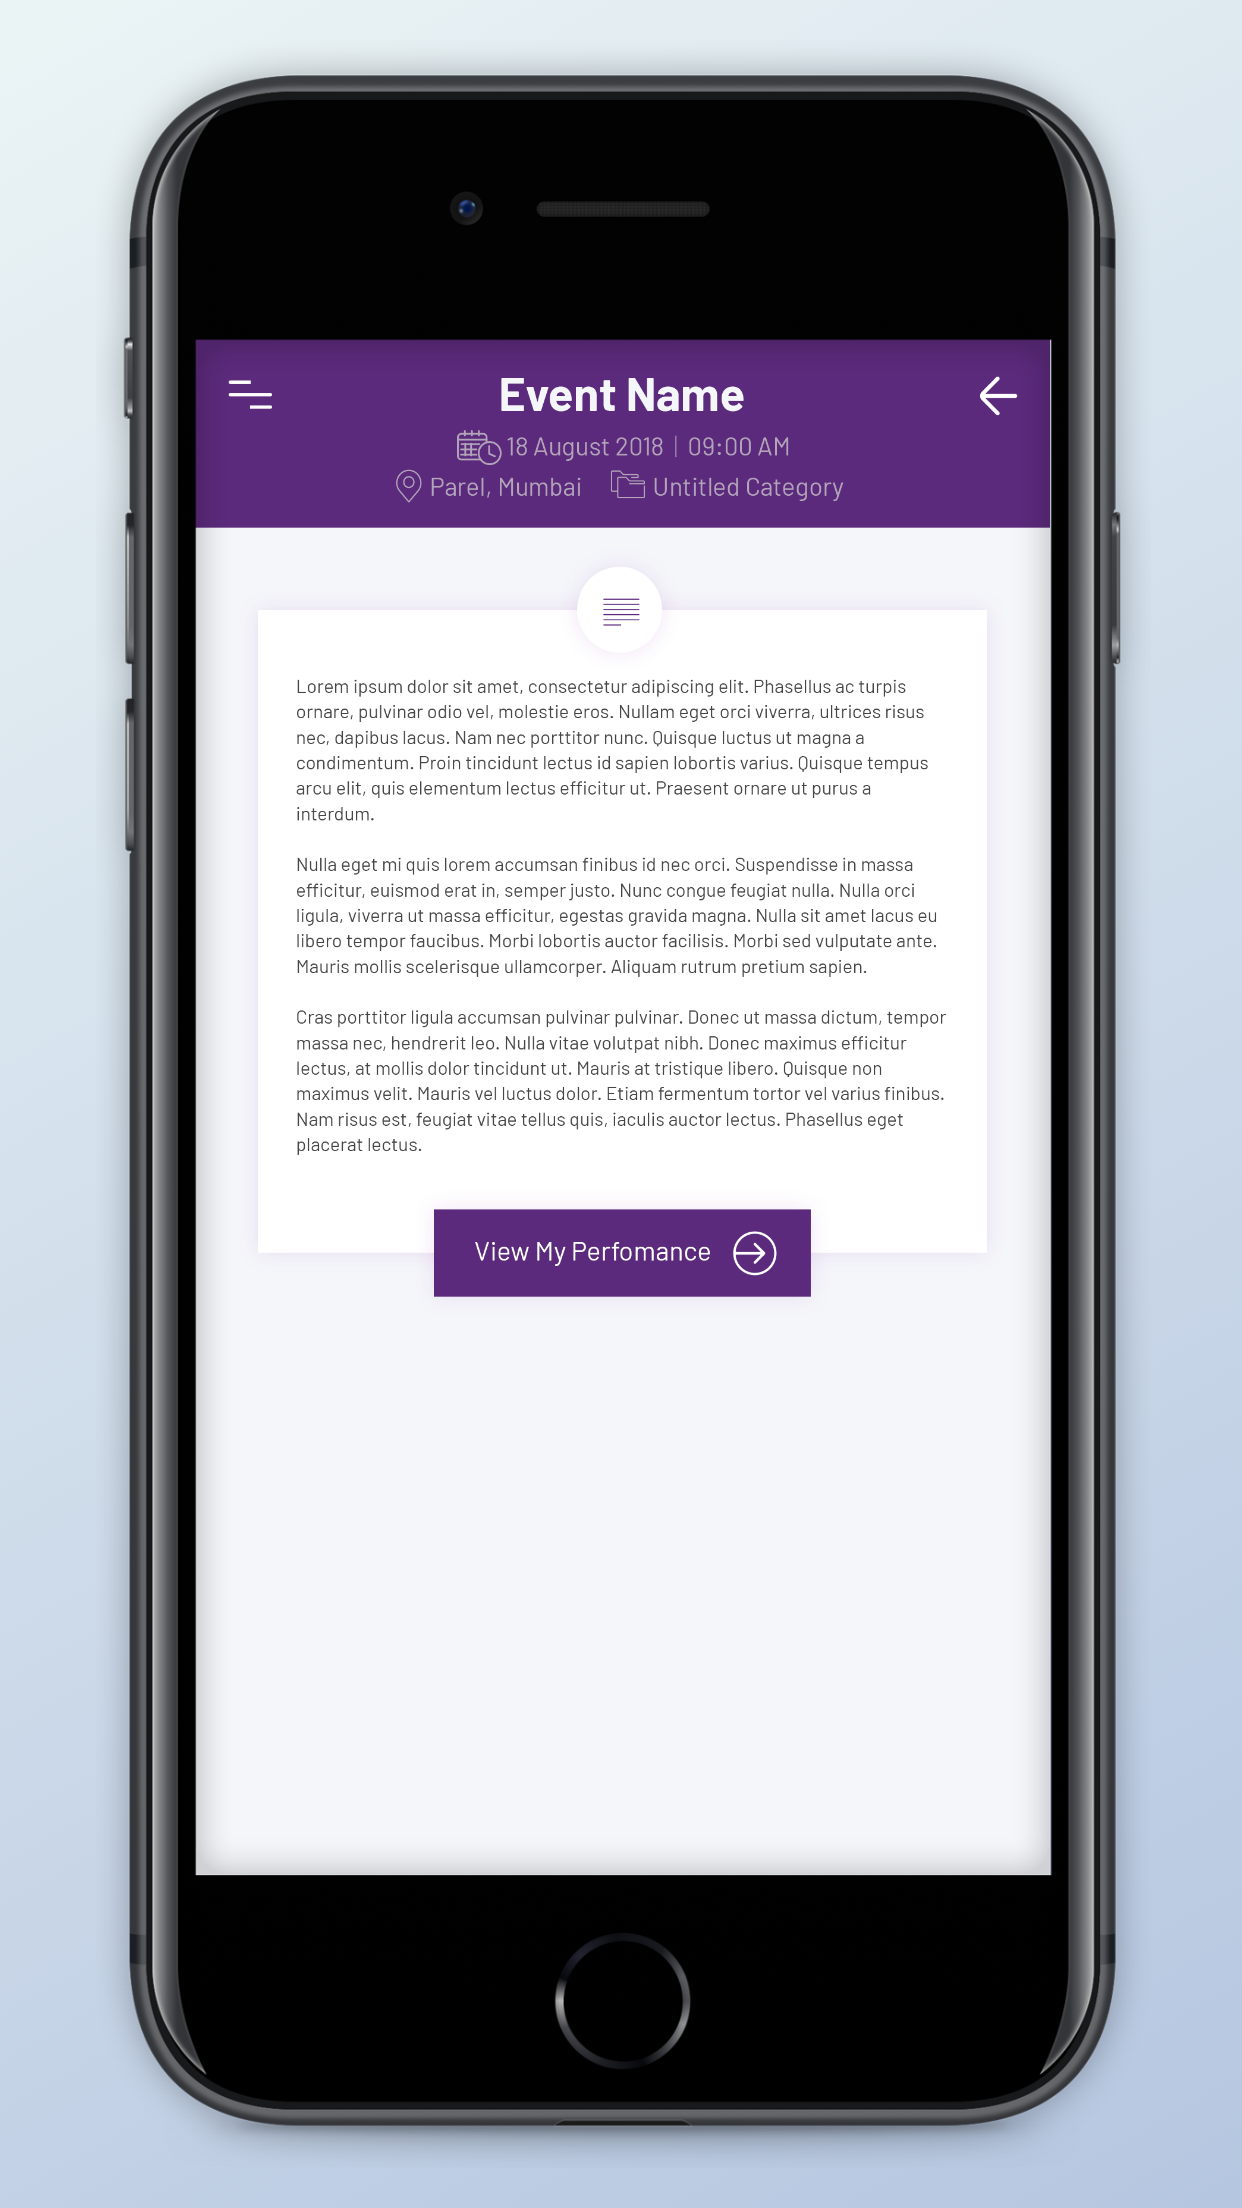 Event Name
18 August 2018 | 09:00 AM
Parel, Mumbai Untitled Category
Lorem ipsum dolor sit amet, consectetur adipiscing elit. Phasellus ac turpis
ornare, pulvinar odio vel, molestie eros. Nullam eget orci viverra, ultrices risus
nec, dapibus lacus. Nam nec porttitor nunc. Quisque luctus ut magna a
condimentum. Proin tincidunt lectus id sapien lobortis varius. Quisque tempus
arcu elit, quis elementum lectus efficitur ut. Praesent ornare ut purus a
interdum.
Nulla eget mi quis lorem accumsan finibus id nec orci. Suspendisse in massa
efficitur, euismod erat in, semper justo. Nunc congue feugiat nulla. Nulla orci
ligula, viverra ut massa efficitur, egestas gravida magna. Nulla sit amet lacus eu
libero tempor faucibus. Morbi lobortis auctor facilisis. Morbi sed vulputate ante.
Mauris mollis scelerisque ullamcorper. Aliquam rutrum pretium sapien.
Cras porttitor ligula accumsan pulvinar pulvinar. Donec ut massa dictum, tempor
massa nec, hendrerit leo. Nulla vitae volutpat nibh. Donec maximus efficitur
lectus, at mollis dolor tincidunt ut. Mauris at tristique libero. Quisque non
maximus velit. Mauris vel luctus dolor. Etiam fermentum tortor vel varius finibus.
Nam risus est, feugiat vitae tellus quis, iaculis auctor lectus. Phasellus eget
placerat lectus.
View My Perfomance